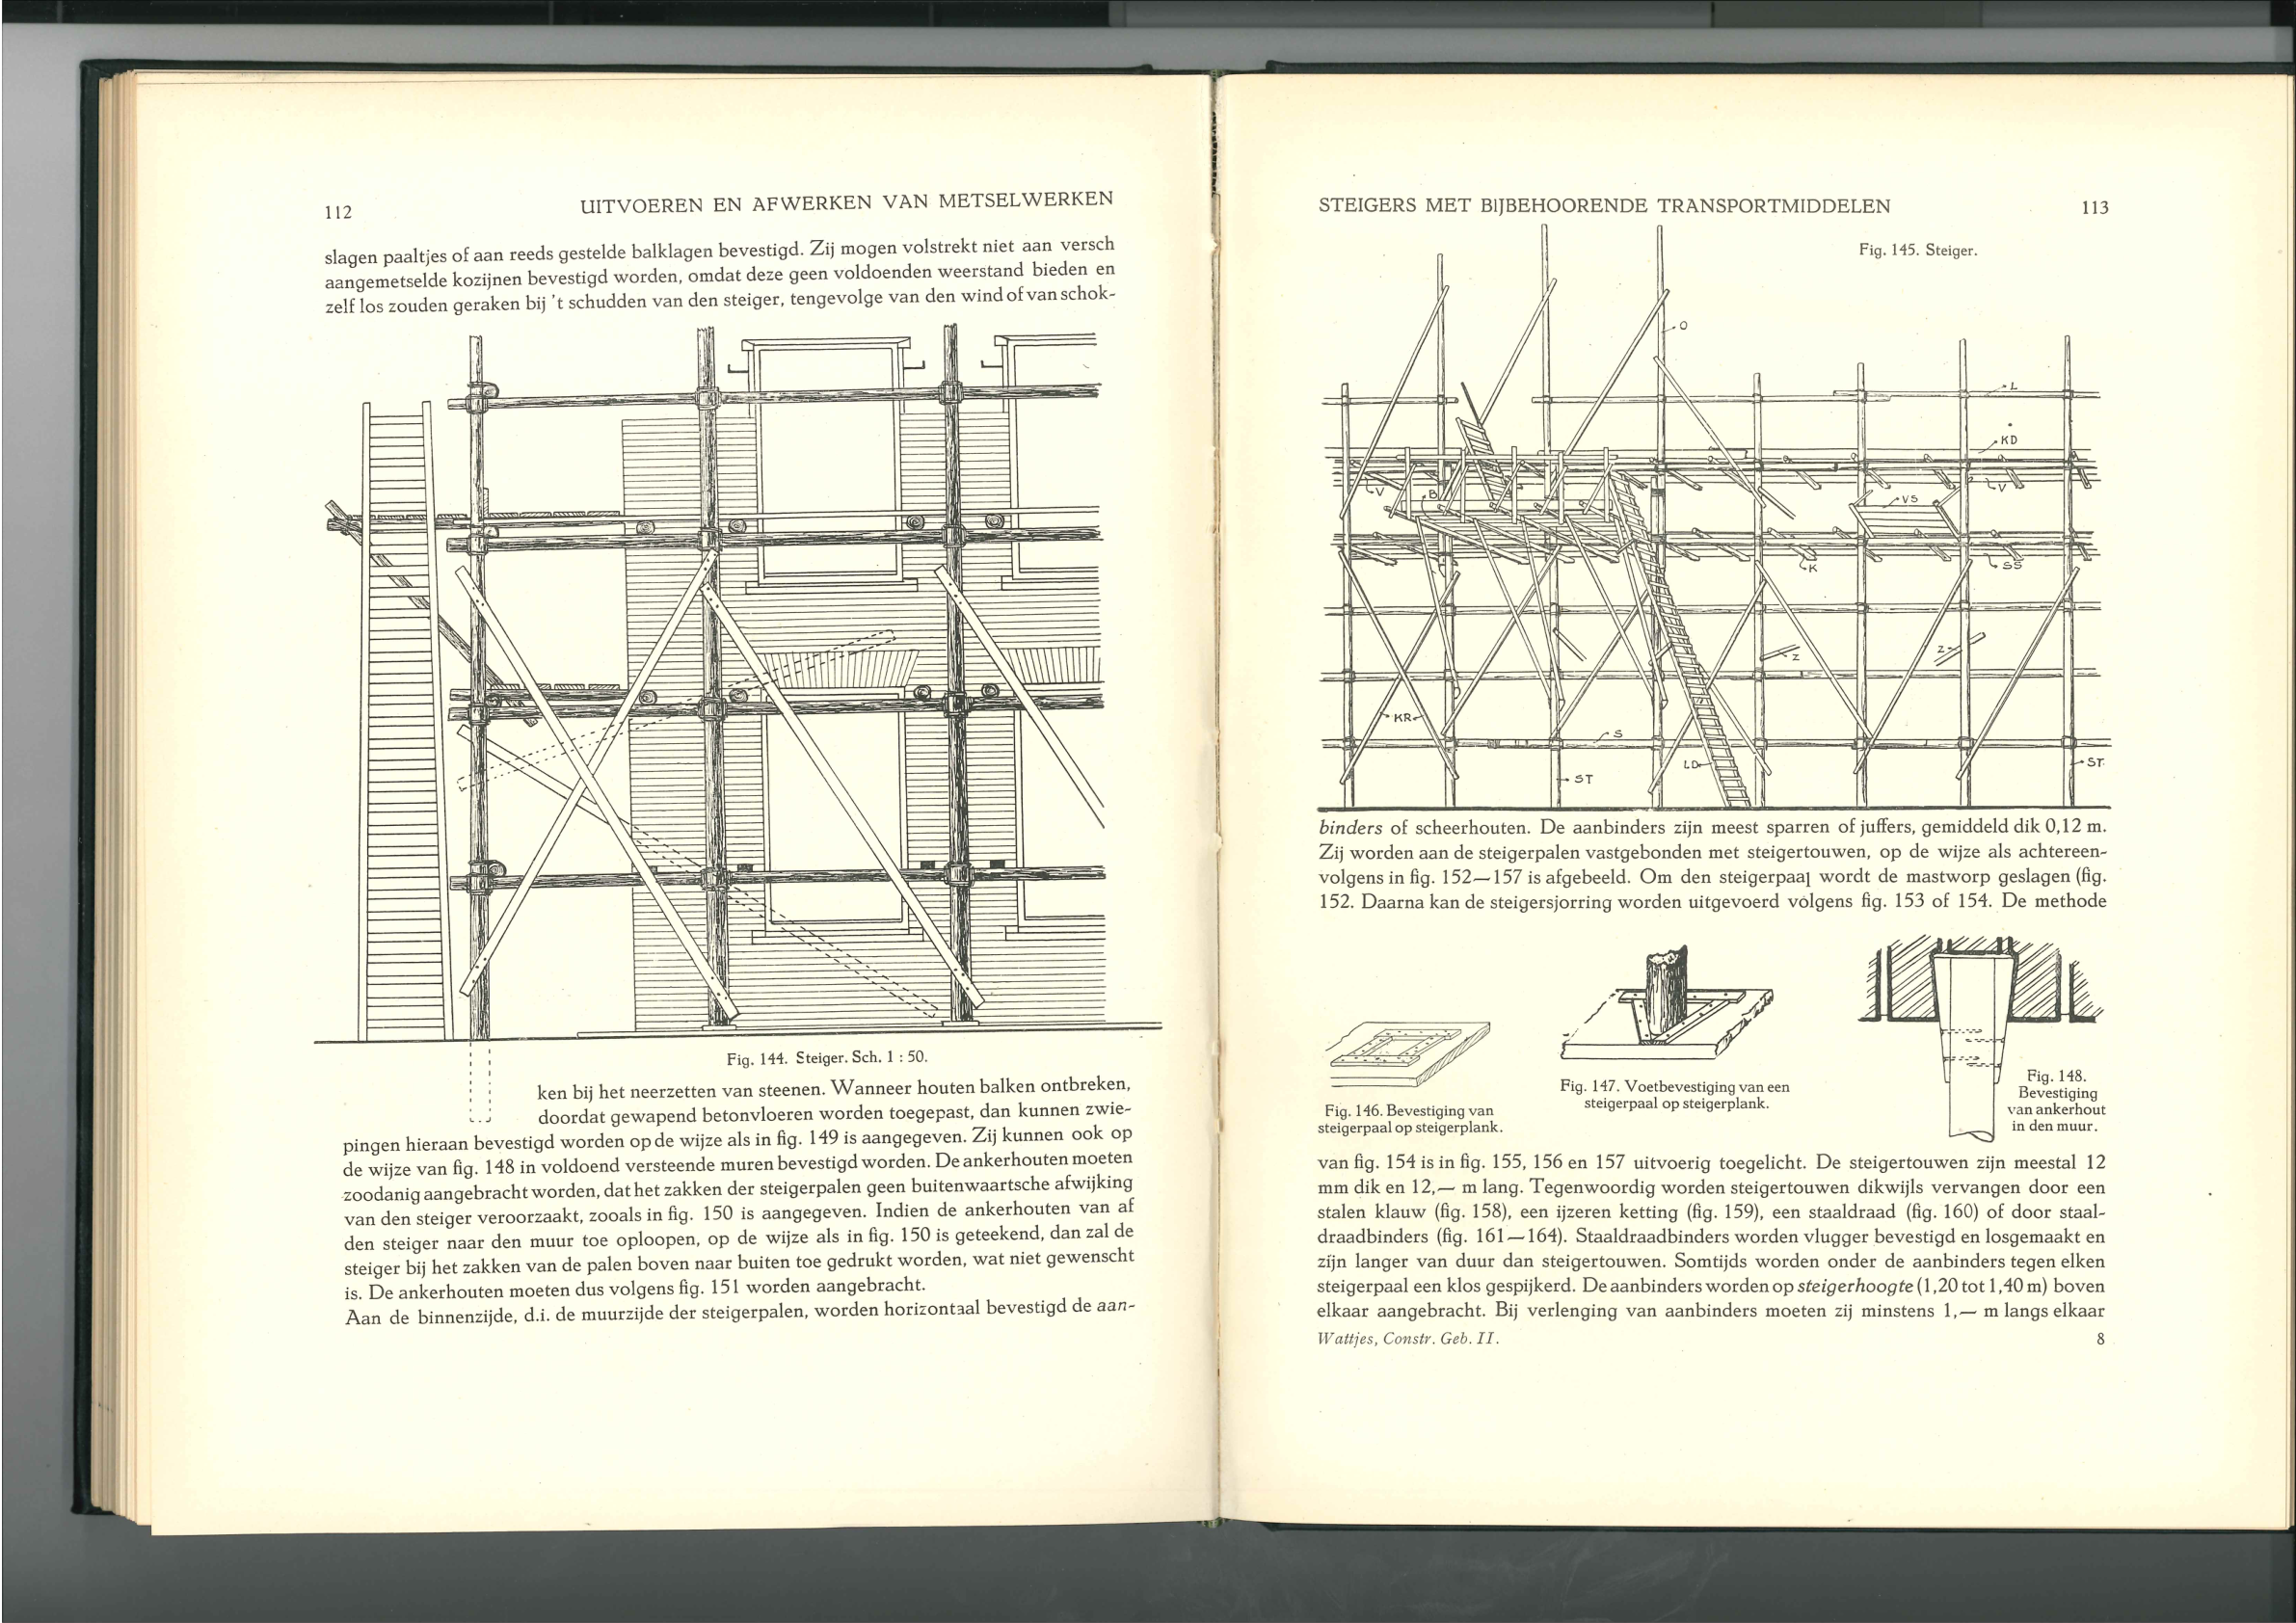 112
UITVOEREN EN AFWERKEN VAN METSELWERKEN
slagen paaltjes of aan reeds gestelde balklagen bevestigd. Zij mogen volstrekt niet aan versch
aangemetselde kozijnen bevestigd worden, omdat deze geen voldoenden weerstand bieden en
zelf los zouden geraken bij 't schudden van den steiger, tengevolge van den wind of van schok-
Fig. 144. Steiger. Sch. 1 : 50.
ken bij het neerzetten van steenen. Wanneer houten balken ontbreken,
doordat gewapend betonvloeren worden toegepast, dan kunnen zwie-
pingen hieraan bevestigd worden op de wijze als in fig. 149 is aangegeven. Zij kunnen ook op
de wijze van fig. 148 in voldoend versteende muren bevestigd worden. De ankerhouten moeten
zoodanig aangebracht worden, dat het zakken der steigerpalen geen buitenwaartsche afwijking
van den steiger veroorzaakt, zooals in fig. 150 is aangegeven. Indien de ankerhouten van af
den steiger naar den muur toe oploopen, op de wijze als in fig. 150 is geteekend, dan zal de
steiger bij het zakken van de palen boven naar buiten toe gedrukt worden, wat niet gewenscht
is. De ankerhouten moeten dus volgens fig. 151 worden aangebracht.
Aan de binnenzijde, d.i. de muurzijde der steigerpalen, worden horizontaal bevestigd de aan-
STEIGERS MET BIJBEHOORENDE TRANSPORTMIDDELEN
113
Fig. 145. Steiger.
O
L
KD
V
B
VS
V
K
SS
Z
Z
KR
S
LD
ST
ST.
binders of scheerhouten. De aanbinders zijn meest sparren of juffers, gemiddeld dik 0,12 m.
Zij worden aan de steigerpalen vastgebonden met steigertouwen, op de wijze als achtereen-
volgens in fig. 152—157 is afgebeeld. Om den steigerpaal wordt de mastworp geslagen (fig.
152. Daarna kan de steigersjorring worden uitgevoerd volgens fig. 153 of 154. De methode
Fig. 146. Bevestiging van
steigerpaal op steigerplank.
Fig. 147. Voetbevestiging van een
steigerpaal op steigerplank.
Fig. 148.
Bevestiging
van ankerhout
in den muur.
van fig. 154 is in fig. 155, 156 en 157 uitvoerig toegelicht. De steigertouwen zijn meestal 12
mm dik en 12,— m lang. Tegenwoordig worden steigertouwen dikwijls vervangen door een
stalen klauw (fig. 158), een ijzeren ketting (fig. 159), een staaldraad (fig. 160) of door staal-
draadbinders (fig. 161—164). Staaldraadbinders worden vlugger bevestigd en losgemaakt en
zijn langer van duur dan steigertouwen. Somtijds worden onder de aanbinders tegen elken
steigerpaal een klos gespijkerd. De aanbinders worden op steigerhoogte (1,20 tot 1,40 m) boven
elkaar aangebracht. Bij verlenging van aanbinders moeten zij minstens 1,— m langs elkaar
Wattjes, Constr. Geb. II.
8